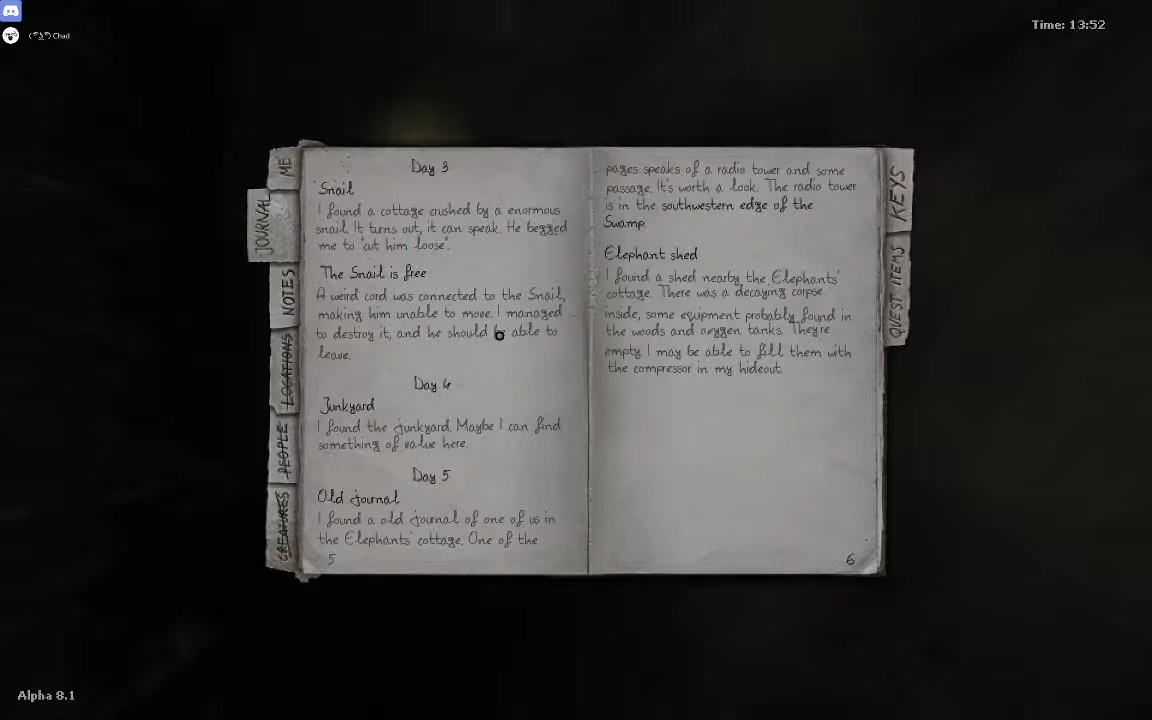 Chad
Time: 13:52
ME
JOURNAL
NOTES
LOCATIONS
PEOPLE
CREATURES
KEYS
QUEST ITEMS
Day 3
Snail
I found a cottage crushed by a enormous
snail. It turns out, it can speak. He begged
me to "cut him loose".
The Snail is free
A weird cord was connected to the Snail,
making him unable to move. I managed
to destroy it, and he should be able to
leave.
Day 4
Junkyard
I found the junkyard. Maybe I can find
something of value here.
Day 5
Old journal
I found a old journal of one of us in
the Elephants' cottage. One of the
5
pages speaks of a radio tower and some
passage. It's worth a look. The radio tower
is in the southwestern edge of the
Swamp.
Elephant shed
I found a shed nearby the Elephants'
cottage. There was a decaying corpse
inside, some equipment probably found in
the woods and oxygen tanks. They're
empty. I may be able to fill them with
the compressor in my hideout.
6
Alpha 8.1